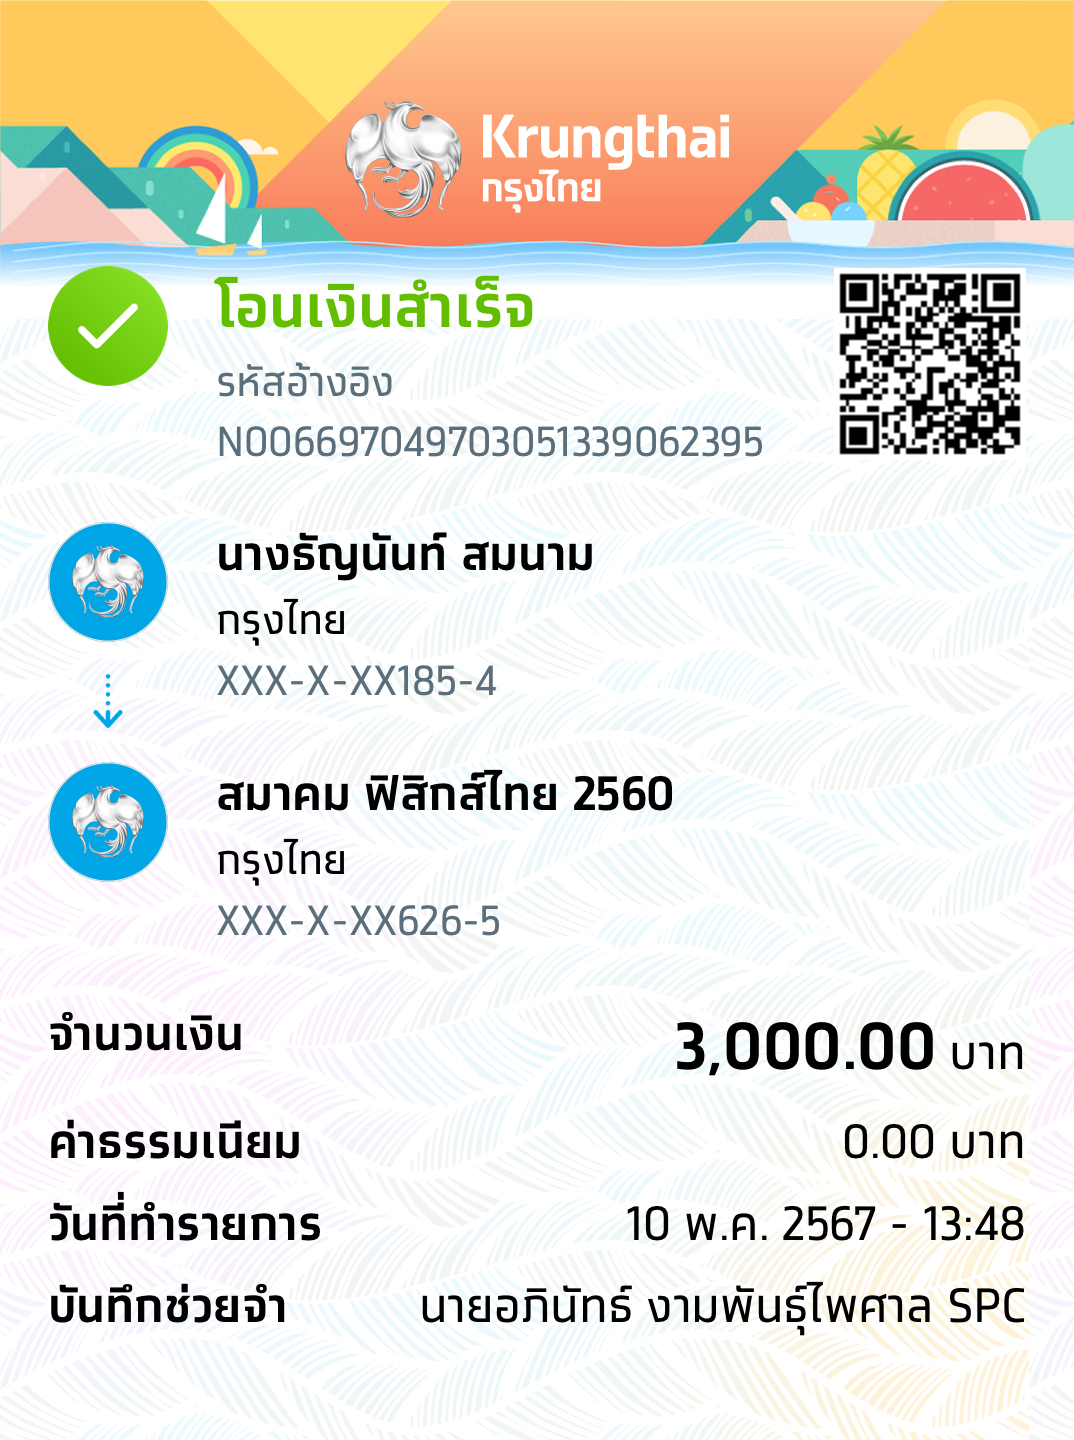 Krungthai
กรุงไทย
โอนเงินสำเร็จ
รหัสอ้างอิง
N006697049703051339062395
นางธัญนันท์ สมนาม
กรุงไทย
XXX-X-XX185-4
สมาคม ฟิสิกส์ไทย 2560
กรุงไทย
XXX-X-XX626-5
จำนวนเงิน 3,000.00 บาท
ค่าธรรมเนียม 0.00 บาท
วันที่ทำรายการ 10 พ.ค. 2567 - 13:48
บันทึกช่วยจำ นายอภินัทธ์ งามพันธุ์ไพศาล SPC